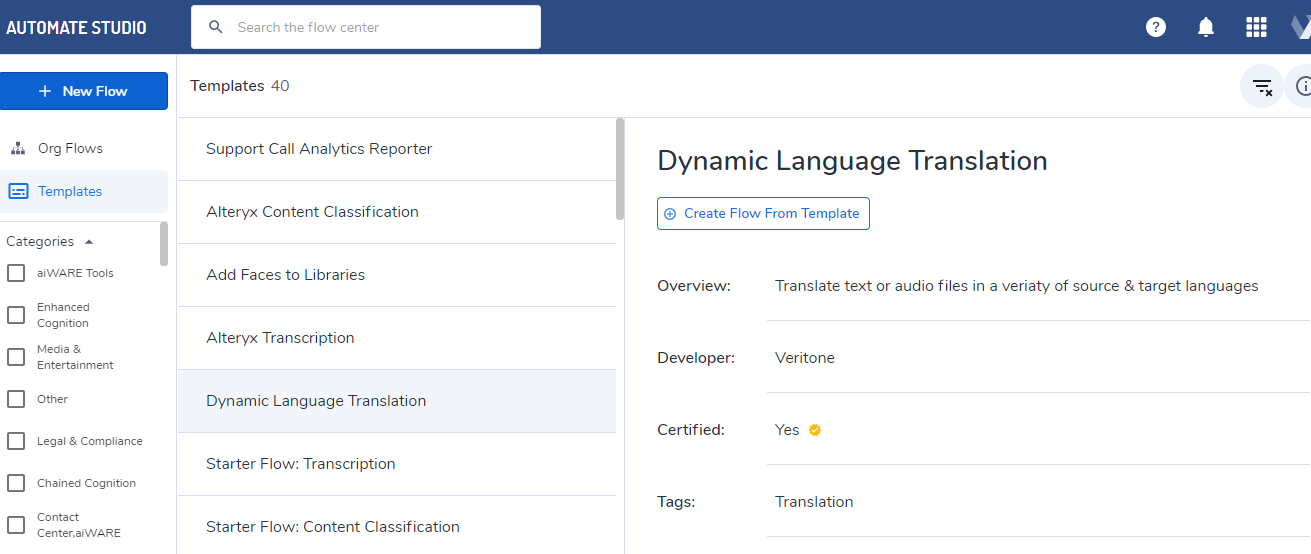 AUTOMATE STUDIO
Search the flow center
?
New Flow
Org Flows
Templates
Categories
aiWARE Tools
Enhanced
Cognition
Media &
Entertainment
Other
Legal & Compliance
Chained Cognition
Contact
Center,aiWARE
Templates 40
Support Call Analytics Reporter
Alteryx Content Classification
Add Faces to Libraries
Alteryx Transcription
Dynamic Language Translation
Starter Flow: Transcription
Starter Flow: Content Classification
Dynamic Language Translation
Create Flow From Template
Overview: Translate text or audio files in a veriaty of source & target languages
Developer: Veritone
Certified: Yes
Tags: Translation